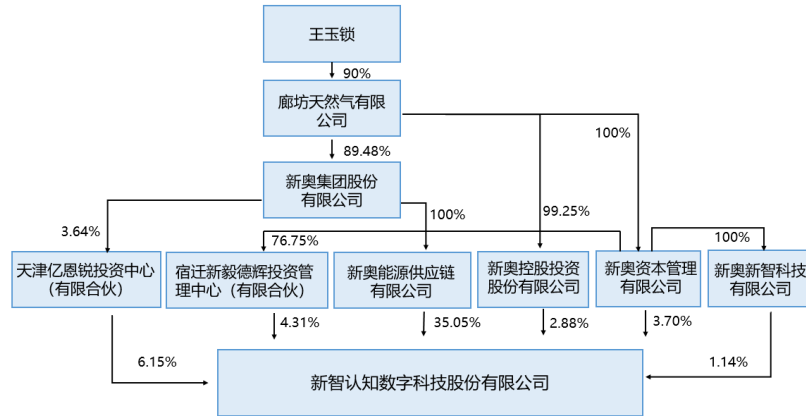 王玉锁
90%
廊坊天然气有限
公司
100%
89.48%
新奥集团股份
有限公司
3.64%
100%
99.25%
76.75%
100%
天津亿恩锐投资中心
（有限合伙）
宿迁新毅德辉投资管
理中心（有限合伙）
新奥能源供应链
有限公司
新奥控股投资
股份有限公司
新奥资本管理
有限公司
新奥新智科技
有限公司
6.15%
4.31%
35.05%
2.88%
3.70%
1.14%
新智认知数字科技股份有限公司